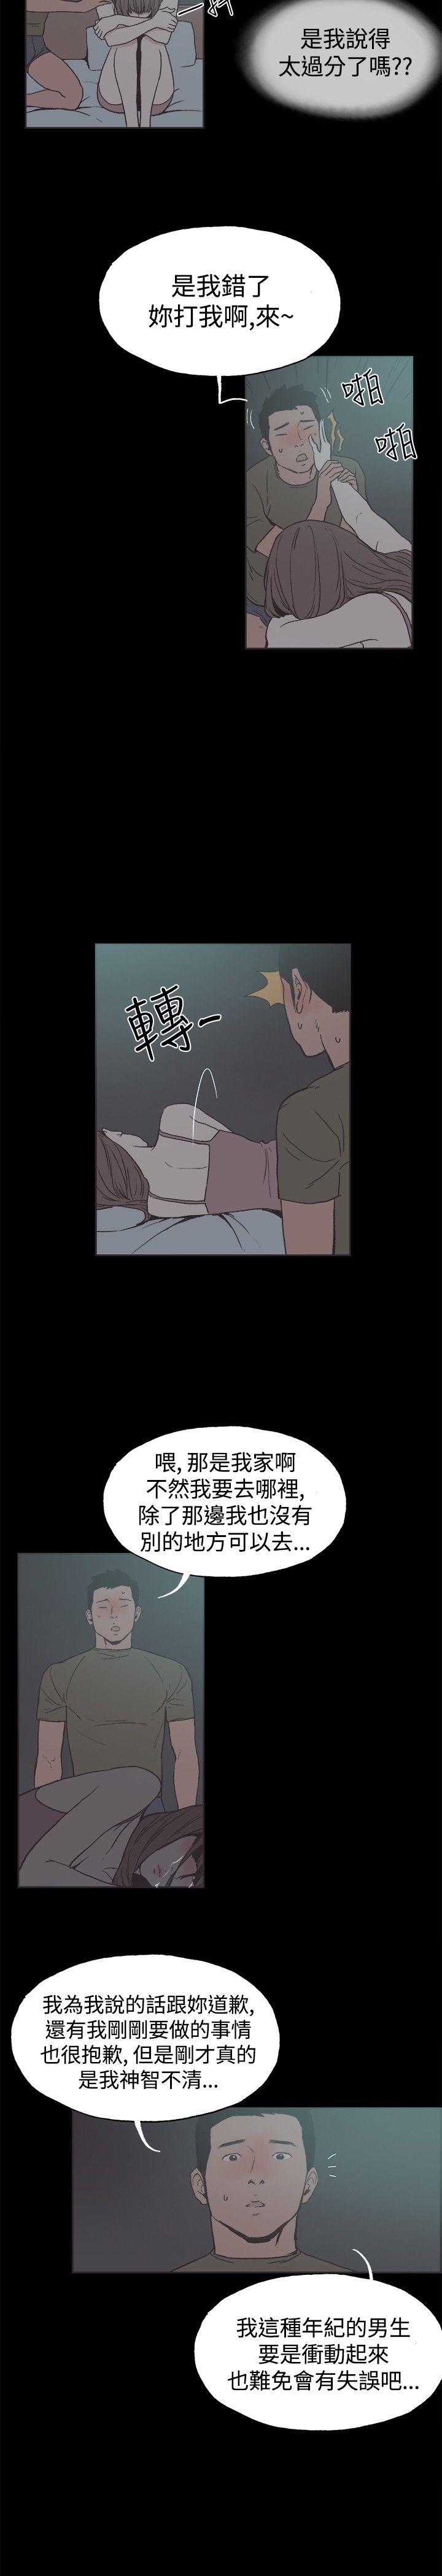 是我說得
太過分了嗎??
是我錯了
妳打我啊,來~
啪
啪
轉~
喂, 那是我家啊
不然我要去哪裡,
除了那邊我也沒有
別的地方可以去...
我為我說的話跟妳道歉,
還有我剛剛要做的事情
也很抱歉, 但是剛才真的
是我神智不清...
我這種年紀的男生
要是衝動起來
也難免會有失誤吧...